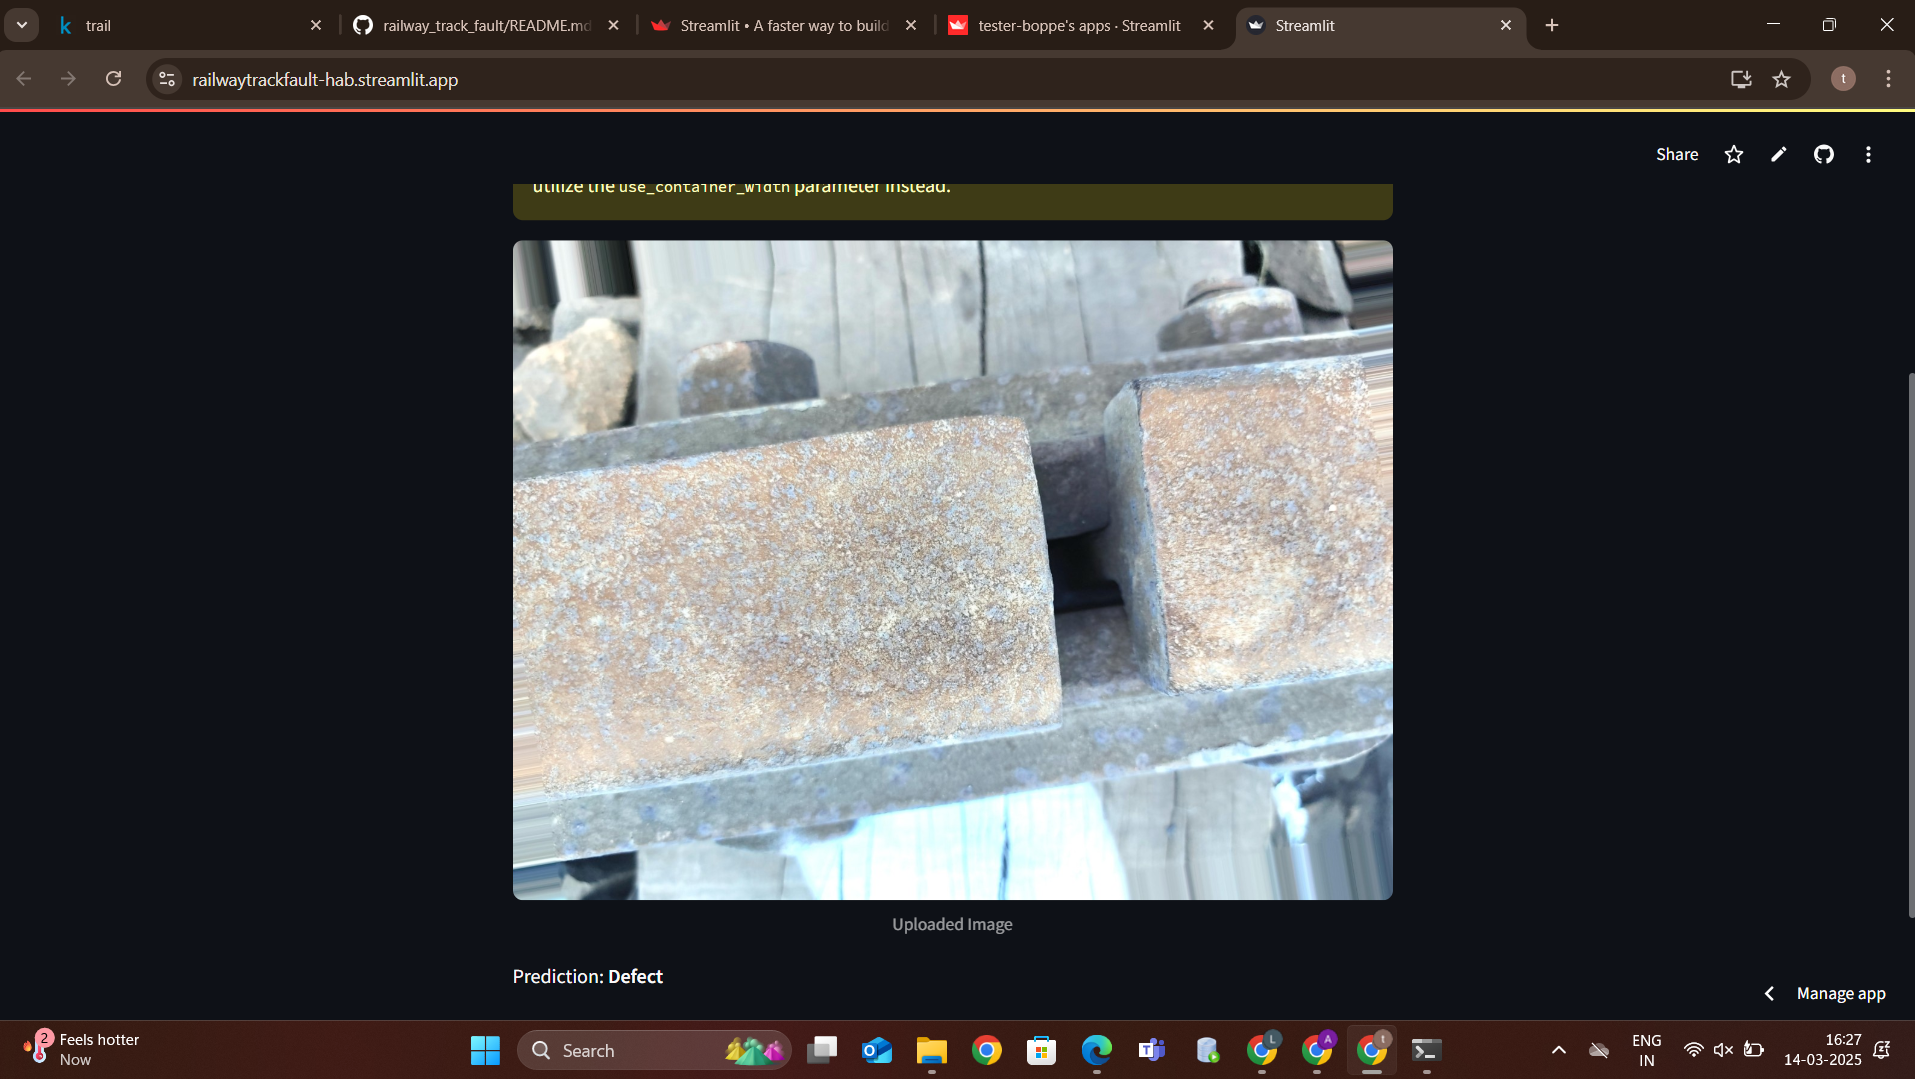 trail
railway_track_fault/README.md
Streamlit • A faster way to build
tester-boppe's apps · Streamlit
Streamlit
railwaytrackfault-hab.streamlit.app
t
Share
utilize the use_container_width parameter instead.
Uploaded Image
Prediction: Defect
Manage app
2
Feels hotter
Now
Search
L
A
t
ENG
IN
16:27
14-03-2025